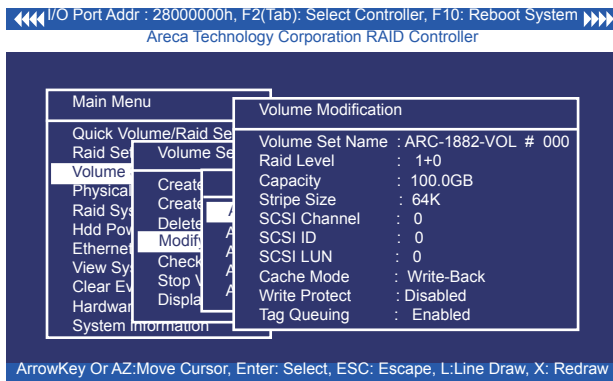 I/O Port Addr : 28000000h, F2(Tab): Select Controller, F10: Reboot System
Areca Technology Corporation RAID Controller
Main Menu
Quick Volume/Raid Se
Raid Set
Volume
Physical
Raid Sys
Hdd Pow
Ethernet
View Sy
Clear Ev
Hardwar
System Information
Volume Se
Create
Create
Delete
Modify
Check
Stop V
Displa
A
A
A
A
A
Volume Modification
Volume Set Name : ARC-1882-VOL # 000
Raid Level : 1+0
Capacity : 100.0GB
Stripe Size : 64K
SCSI Channel : 0
SCSI ID : 0
SCSI LUN : 0
Cache Mode : Write-Back
Write Protect : Disabled
Tag Queuing : Enabled
ArrowKey Or AZ:Move Cursor, Enter: Select, ESC: Escape, L:Line Draw, X: Redraw